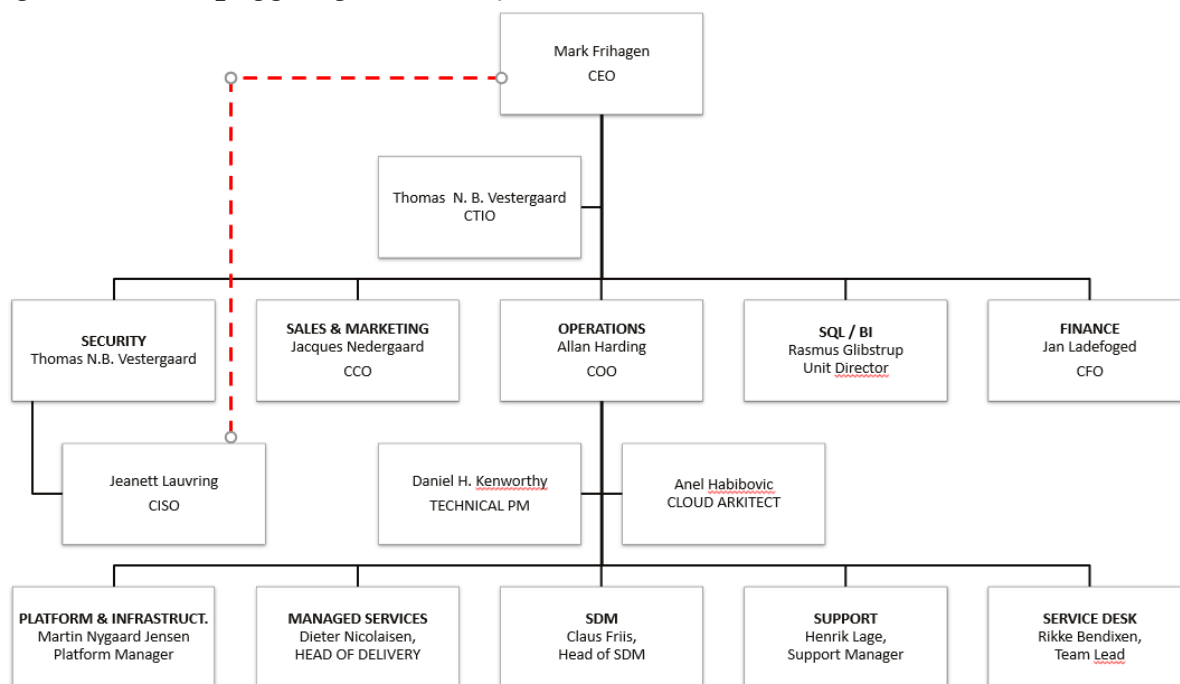 Mark Frihagen
CEO
Thomas N. B. Vestergaard
CTIO
SECURITY
Thomas N.B. Vestergaard
SALES & MARKETING
Jacques Nedergaard
CCO
OPERATIONS
Allan Harding
COO
SQL / BI
Rasmus Glibstrup
Unit Director
FINANCE
Jan Ladefoged
CFO
Jeanett Lauvring
CISO
Daniel H. Kenworthy
TECHNICAL PM
Anel Habibovic
CLOUD ARKITECT
PLATFORM & INFRASTRUCT.
Martin Nygaard Jensen
Platform Manager
MANAGED SERVICES
Dieter Nicolaisen,
HEAD OF DELIVERY
SDM
Claus Friis,
Head of SDM
SUPPORT
Henrik Lage,
Support Manager
SERVICE DESK
Rikke Bendixen,
Team Lead